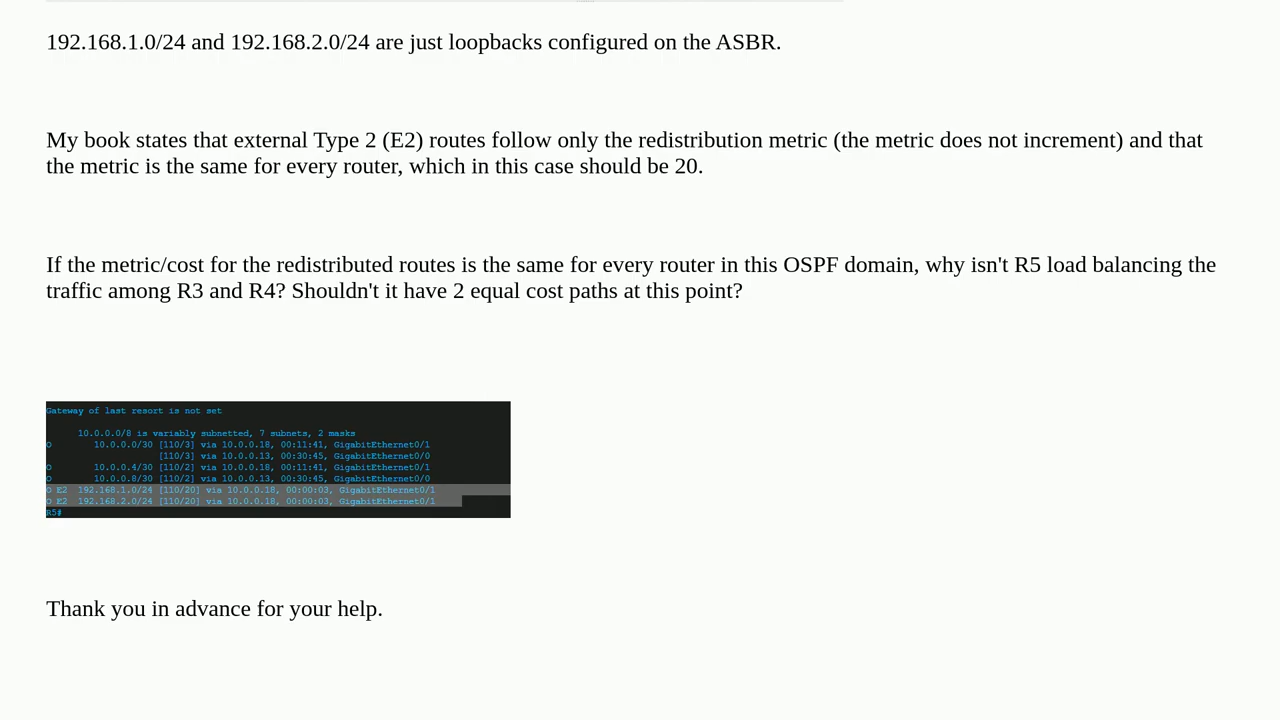 192.168.1.0/24 and 192.168.2.0/24 are just loopbacks configured on the ASBR.
My book states that external Type 2 (E2) routes follow only the redistribution metric (the metric does not increment) and that
the metric is the same for every router, which in this case should be 20.
If the metric/cost for the redistributed routes is the same for every router in this OSPF domain, why isn't R5 load balancing the
traffic among R3 and R4? Shouldn't it have 2 equal cost paths at this point?
Gateway of last resort is not set
10.0.0.0/8 is variably subnetted, 7 subnets, 2 masks
O 10.0.0.0/30 [110/3] via 10.0.0.18, 00:11:41, GigabitEthernet0/1
[110/3] via 10.0.0.13, 00:30:45, GigabitEthernet0/0
O 10.0.0.4/30 [110/2] via 10.0.0.18, 00:11:41, GigabitEthernet0/1
O 10.0.0.8/30 [110/2] via 10.0.0.13, 00:30:45, GigabitEthernet0/0
O E2 192.168.1.0/24 [110/20] via 10.0.0.18, 00:00:03, GigabitEthernet0/1
O E2 192.168.2.0/24 [110/20] via 10.0.0.18, 00:00:03, GigabitEthernet0/1
R5#
Thank you in advance for your help.